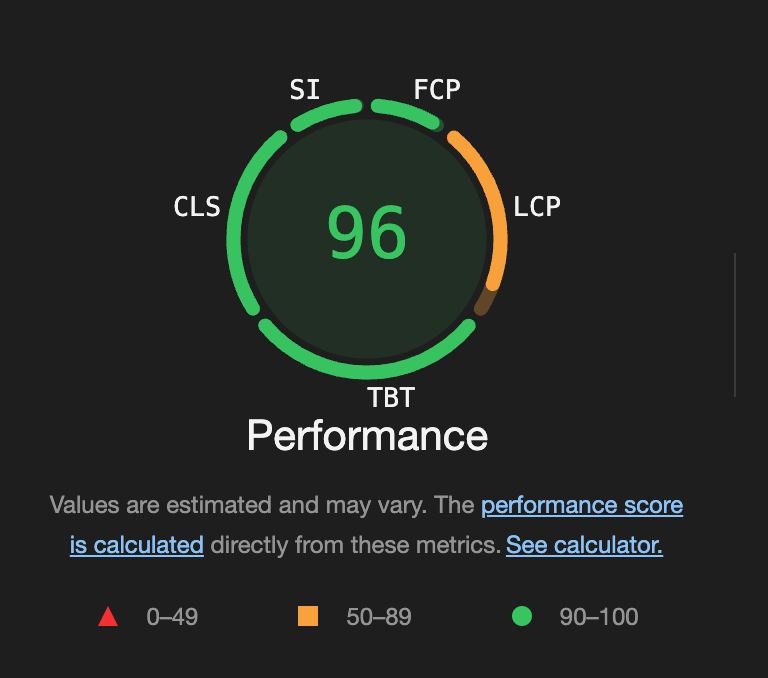 SI
FCP
CLS
96
LCP
TBT
Performance
Values are estimated and may vary. The performance score
is calculated directly from these metrics. See calculator.
0–49
50–89
90–100